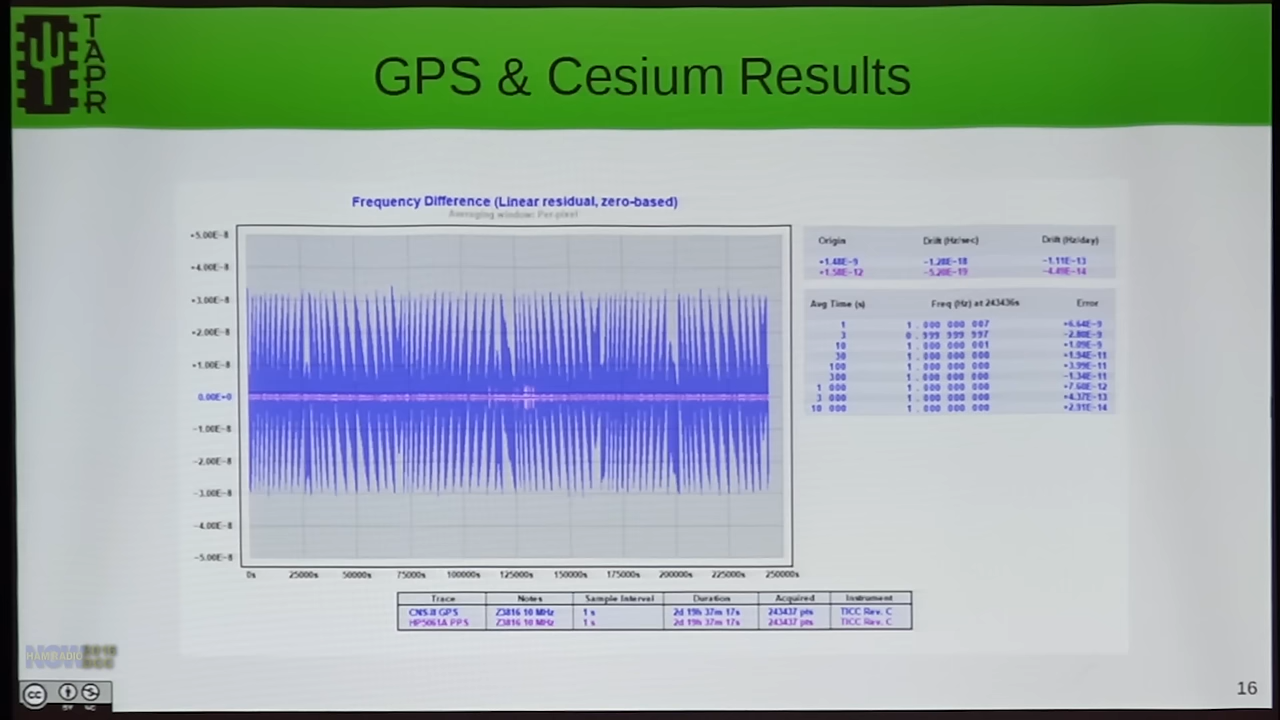 TAPR
GPS & Cesium Results
Frequency Difference (Linear residual, zero-based)
Averaging window: Per-pixel
+5.00E-8
+4.00E-8
+3.00E-8
+2.00E-8
+1.00E-8
0.00E+0
-1.00E-8
-2.00E-8
-3.00E-8
-4.00E-8
-5.00E-8
0s 25000s 50000s 75000s 100000s 125000s 150000s 175000s 200000s 225000s 250000s
Origin Drift (Hz/sec) Drift (Hz/day)
+1.48E-9 -1.28E-18 -1.11E-13
+1.58E-12 -5.20E-19 -4.49E-14
Avg Time (s) Freq (Hz) at 243436s Error
1 1.000 000 007 +6.64E-9
3 0.999 999 997 -2.80E-9
10 1.000 000 001 +1.09E-9
30 1.000 000 000 +1.94E-11
100 1.000 000 000 +3.99E-11
300 1.000 000 000 -1.34E-11
1 000 1.000 000 000 +7.60E-12
3 000 1.000 000 000 +4.37E-13
10 000 1.000 000 000 +2.91E-14
Trace Notes Sample Interval Duration Acquired Instrument
CNS II GPS Z3816 10 MHz 1 s 2d 19h 37m 17s 243437 pts TICC Rev. C
HP5061A PPS Z3816 10 MHz 1 s 2d 19h 37m 17s 243437 pts TICC Rev. C
HAM RADIO NOW
DCC
cc BY NC
16